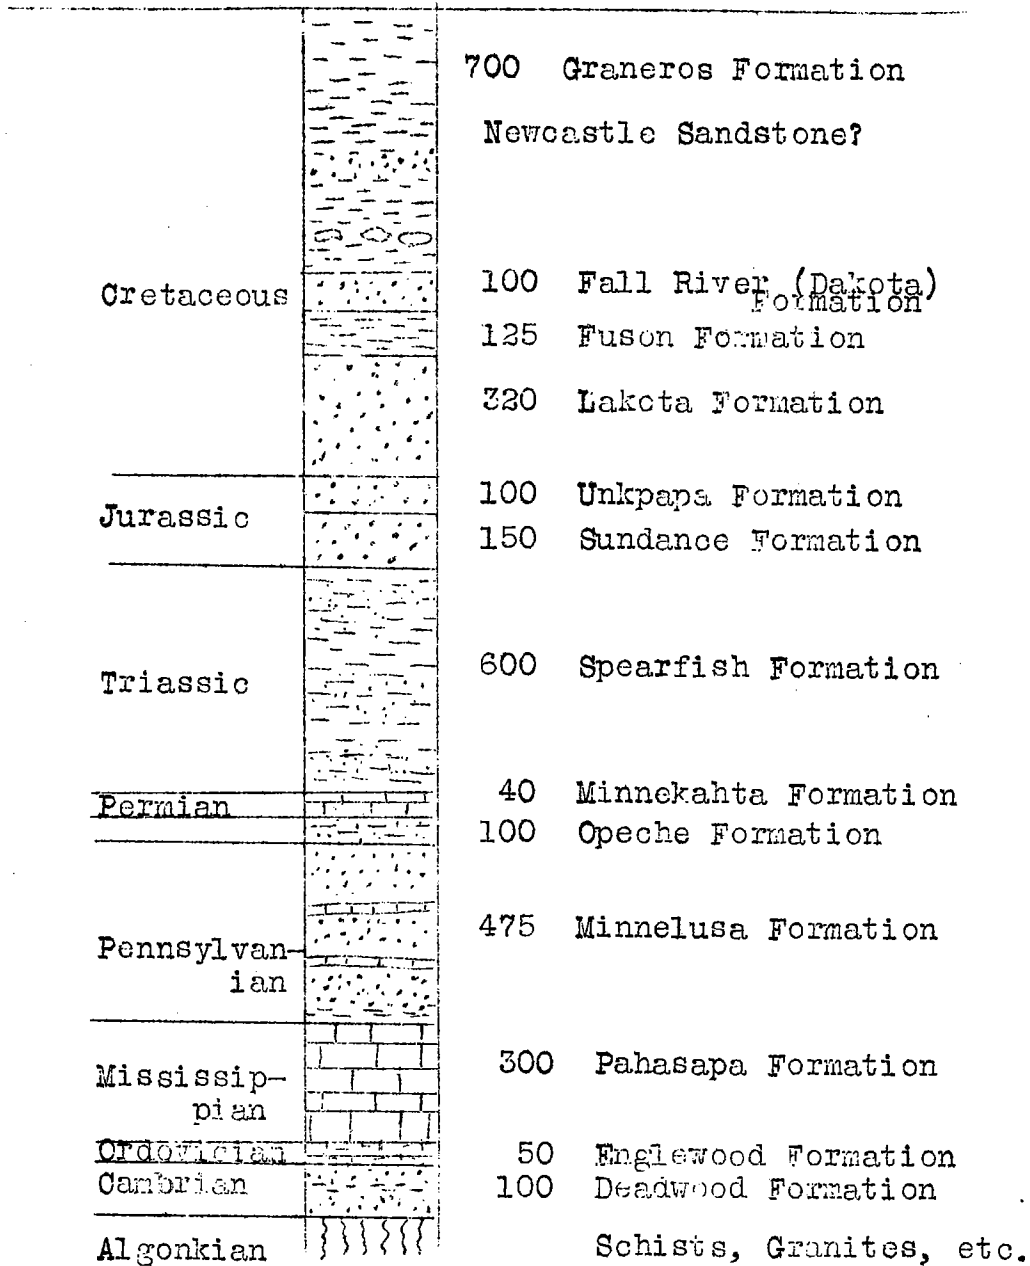 700 Graneros Formation
Newcastle Sandstone?
Cretaceous
100 Fall River (Dakota)
Formation
125 Fuson Formation
320 Lakota Formation
Jurassic
100 Unkpapa Formation
150 Sundance Formation
Triassic
600 Spearfish Formation
Permian
40 Minnekahta Formation
100 Opeche Formation
Pennsylvan-
ian
475 Minnelusa Formation
Mississip-
pian
300 Pahasapa Formation
Ordovician
50 Englewood Formation
Cambrian
100 Deadwood Formation
Algonkian
Schists, Granites, etc.